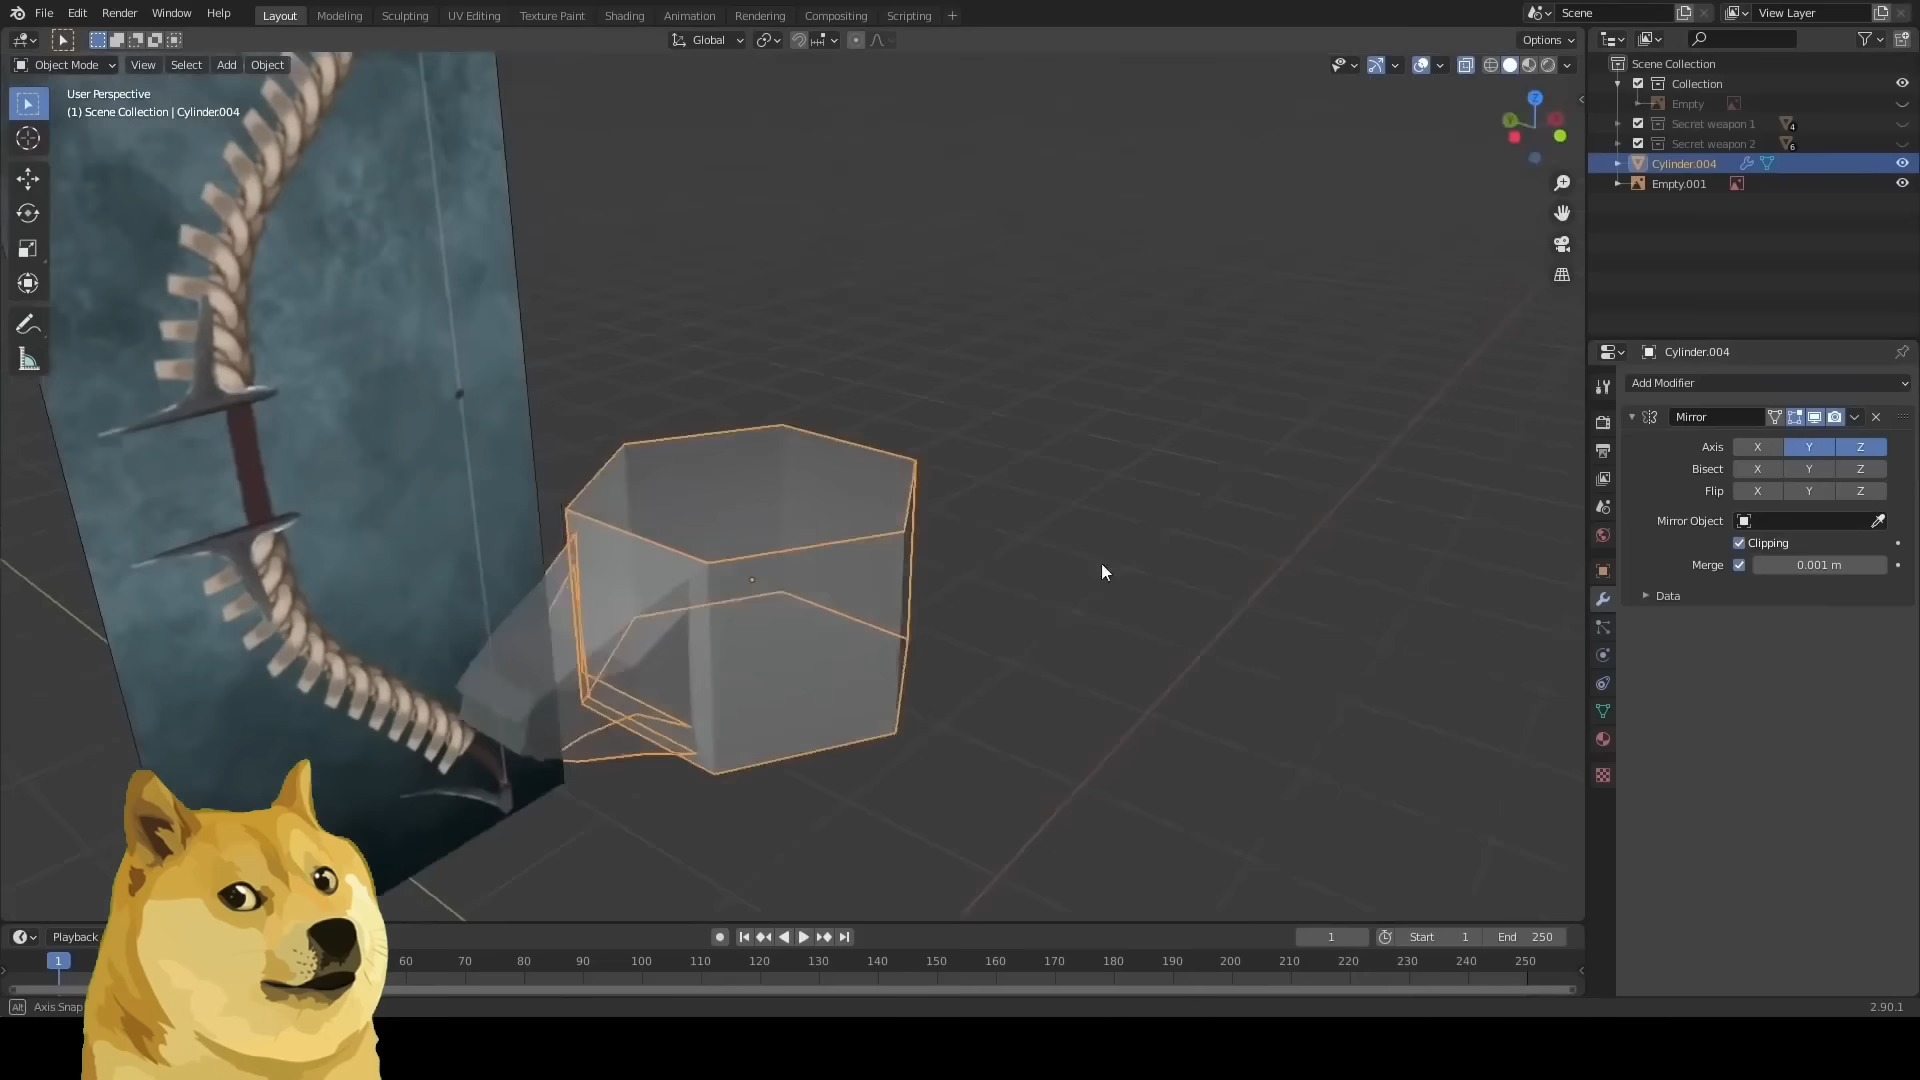 File Edit Render Window Help
Layout Modeling Sculpting UV Editing Texture Paint Shading Animation Rendering Compositing Scripting +
Scene
View Layer
Global
Options
Object Mode View Select Add Object
User Perspective
(1) Scene Collection | Cylinder.004
Z
Y
Scene Collection
Collection
Empty
Secret weapon 1 4
Secret weapon 2 6
Cylinder.004
Empty.001
Cylinder.004
Add Modifier
Mirror
Axis X Y Z
Bisect X Y Z
Flip X Y Z
Mirror Object
Clipping
Merge 0.001 m
Data
Playback
1
Start 1
End 250
1 60 70 80 90 100 110 120 130 140 150 160 170 180 190 200 210 220 230 240 250
Alt Axis Snap
2.90.1